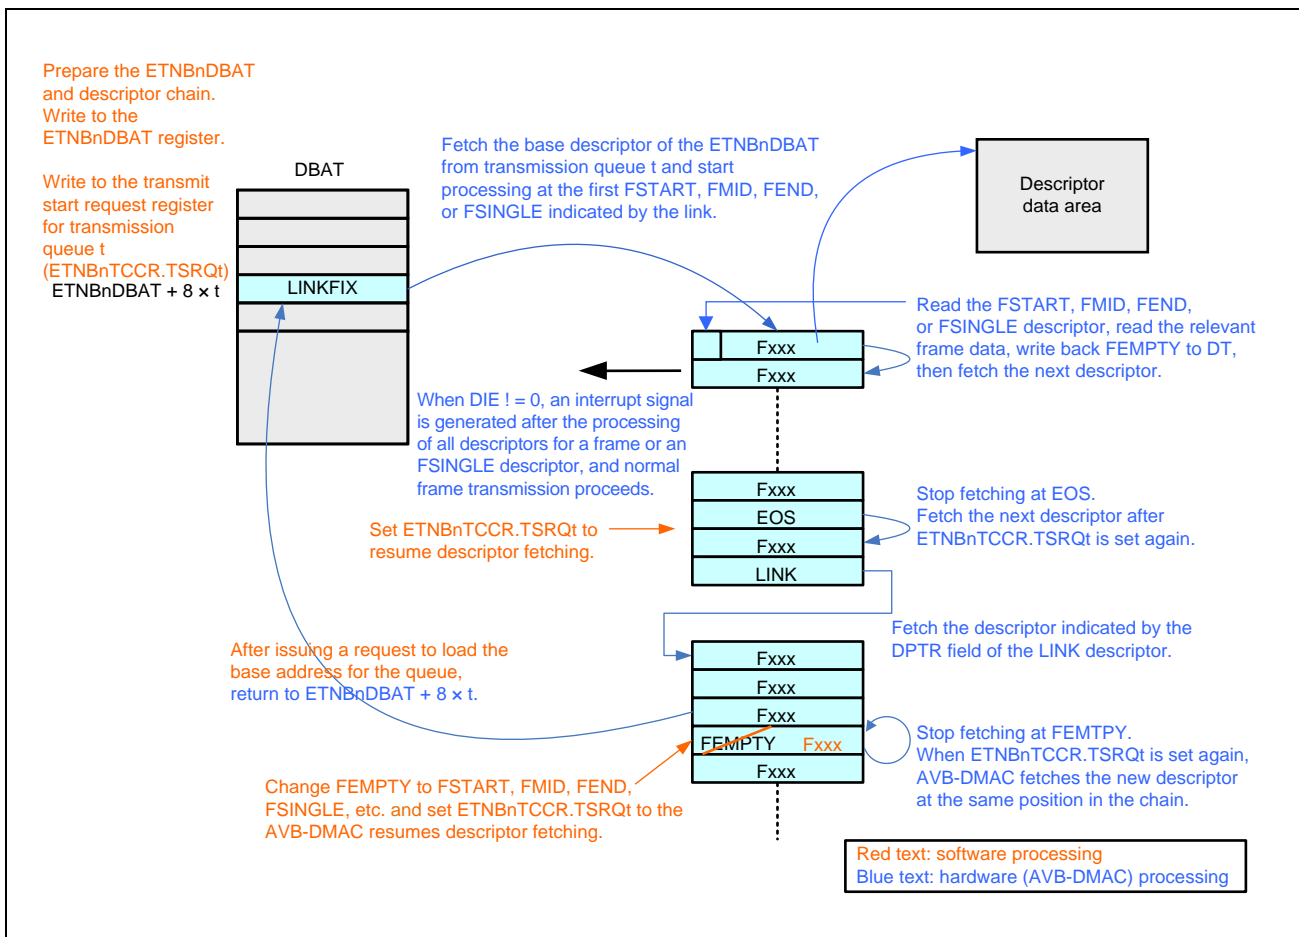 Prepare the ETNBnDBAT
and descriptor chain.
Write to the
ETNBnDBAT register.
Write to the transmit
start request register
for transmission
queue t
(ETNBnTCCR.TSRQt)
ETNBnDBAT + 8 × t
DBAT
LINKFIX
Fetch the base descriptor of the ETNBnDBAT
from transmission queue t and start
processing at the first FSTART, FMID, FEND,
or FSINGLE indicated by the link.
Descriptor
data area
Fxxx
Fxxx
Read the FSTART, FMID, FEND,
or FSINGLE descriptor, read the relevant
frame data, write back FEMPTY to DT,
then fetch the next descriptor.
When DIE ! = 0, an interrupt signal
is generated after the processing
of all descriptors for a frame or an
FSINGLE descriptor, and normal
frame transmission proceeds.
Set ETNBnTCCR.TSRQt to
resume descriptor fetching.
Fxxx
EOS
Fxxx
LINK
Stop fetching at EOS.
Fetch the next descriptor after
ETNBnTCCR.TSRQt is set again.
Fetch the descriptor indicated by the
DPTR field of the LINK descriptor.
After issuing a request to load the
base address for the queue,
return to ETNBnDBAT + 8 × t.
Fxxx
Fxxx
Fxxx
FEMPTY Fxxx
Fxxx
Stop fetching at FEMTPY.
When ETNBnTCCR.TSRQt is set again,
AVB-DMAC fetches the new descriptor
at the same position in the chain.
Change FEMPTY to FSTART, FMID, FEND,
FSINGLE, etc. and set ETNBnTCCR.TSRQt to the
AVB-DMAC resumes descriptor fetching.
Red text: software processing
Blue text: hardware (AVB-DMAC) processing